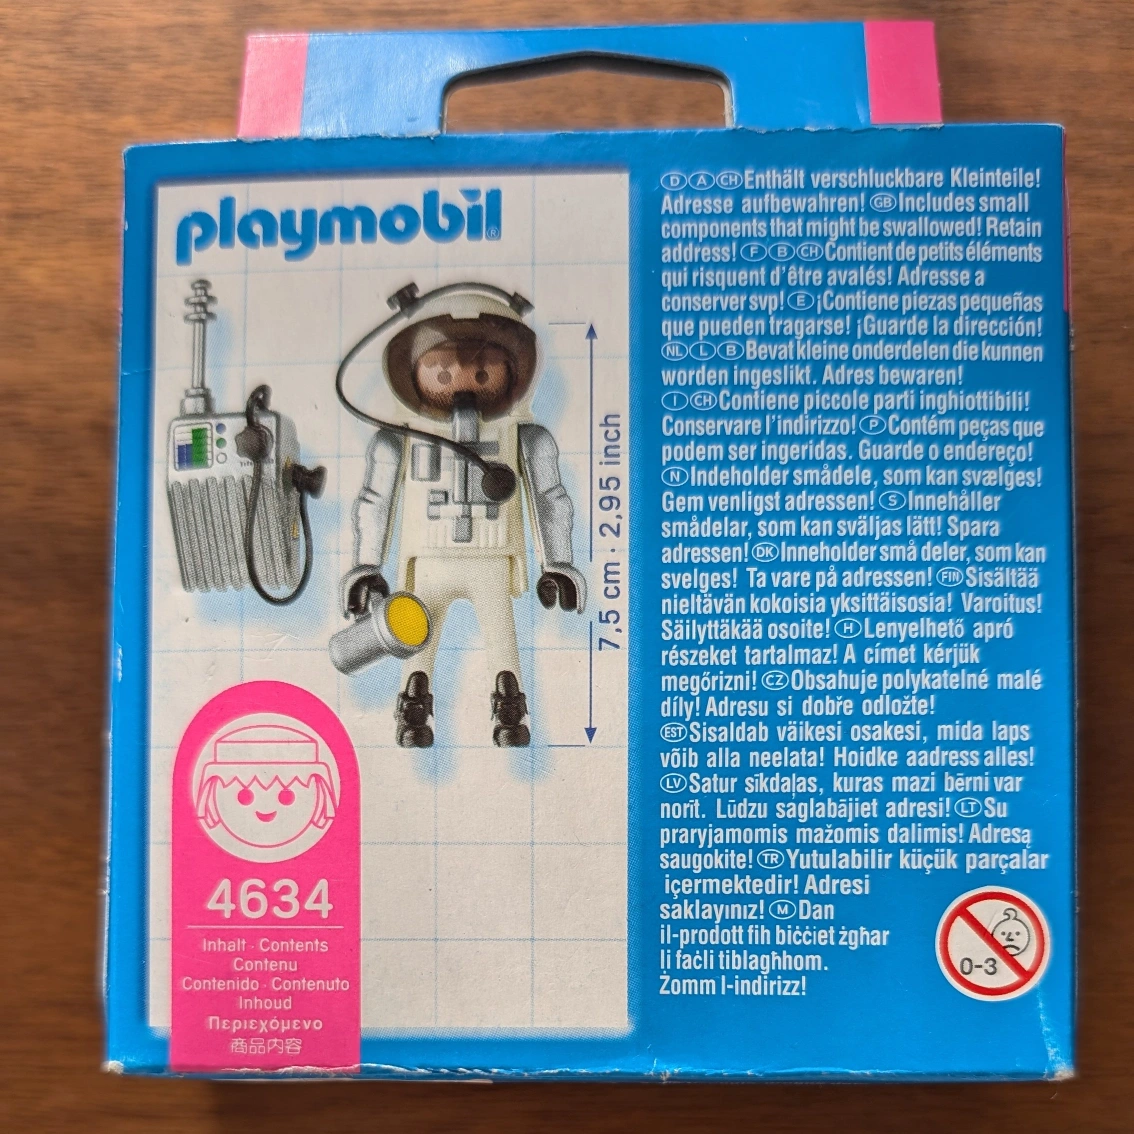 playmobil®
7,5 cm · 2,95 inch
4634
Inhalt · Contents
Contenu
Contenido · Contenuto
Inhoud
Περιεχόμενο
商品内容
D A CH Enthält verschluckbare Kleinteile!
Adresse aufbewahren! GB Includes small
components that might be swallowed! Retain
address! F B CH Contient de petits éléments
qui risquent d'être avalés! Adresse a
conserver svp! E ¡Contiene piezas pequeñas
que pueden tragarse! ¡Guarde la dirección!
NL L B Bevat kleine onderdelen die kunnen
worden ingeslikt. Adres bewaren!
I CH Contiene piccole parti inghiottibili!
Conservare l'indirizzo! P Contém peças que
podem ser ingeridas. Guarde o endereço!
N Indeholder smådele, som kan svælges!
Gem venligst adressen! S Innehåller
smådelar, som kan sväljas lätt! Spara
adressen! DK Inneholder små deler, som kan
svelges! Ta vare på adressen! FIN Sisältää
nieltävän kokoisia yksittäisosia! Varoitus!
Säilyttäkää osoite! H Lenyelhető apró
részeket tartalmaz! A címet kérjük
megőrizni! CZ Obsahuje polykatelné malé
díly! Adresu si dobře odložte!
EST Sisaldab väikesi osakesi, mida laps
võib alla neelata! Hoidke aadress alles!
LV Satur sīkdaļas, kuras mazi bērni var
norīt. Lūdzu saglabājiet adresi! LT Su
praryjamomis mažomis dalimis! Adresą
saugokite! TR Yutulabilir küçük parçalar
içermektedir! Adresi
saklayınız! M Dan
il-prodott fih biċċiet żgħar
li faċli tiblagħhom.
Żomm l-indirizz!
0-3